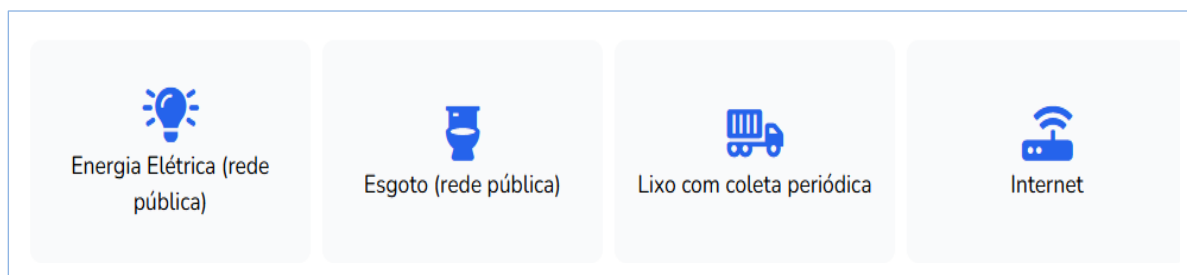 Energia Elétrica (rede
pública)
Esgoto (rede pública)
Lixo com coleta periódica
Internet